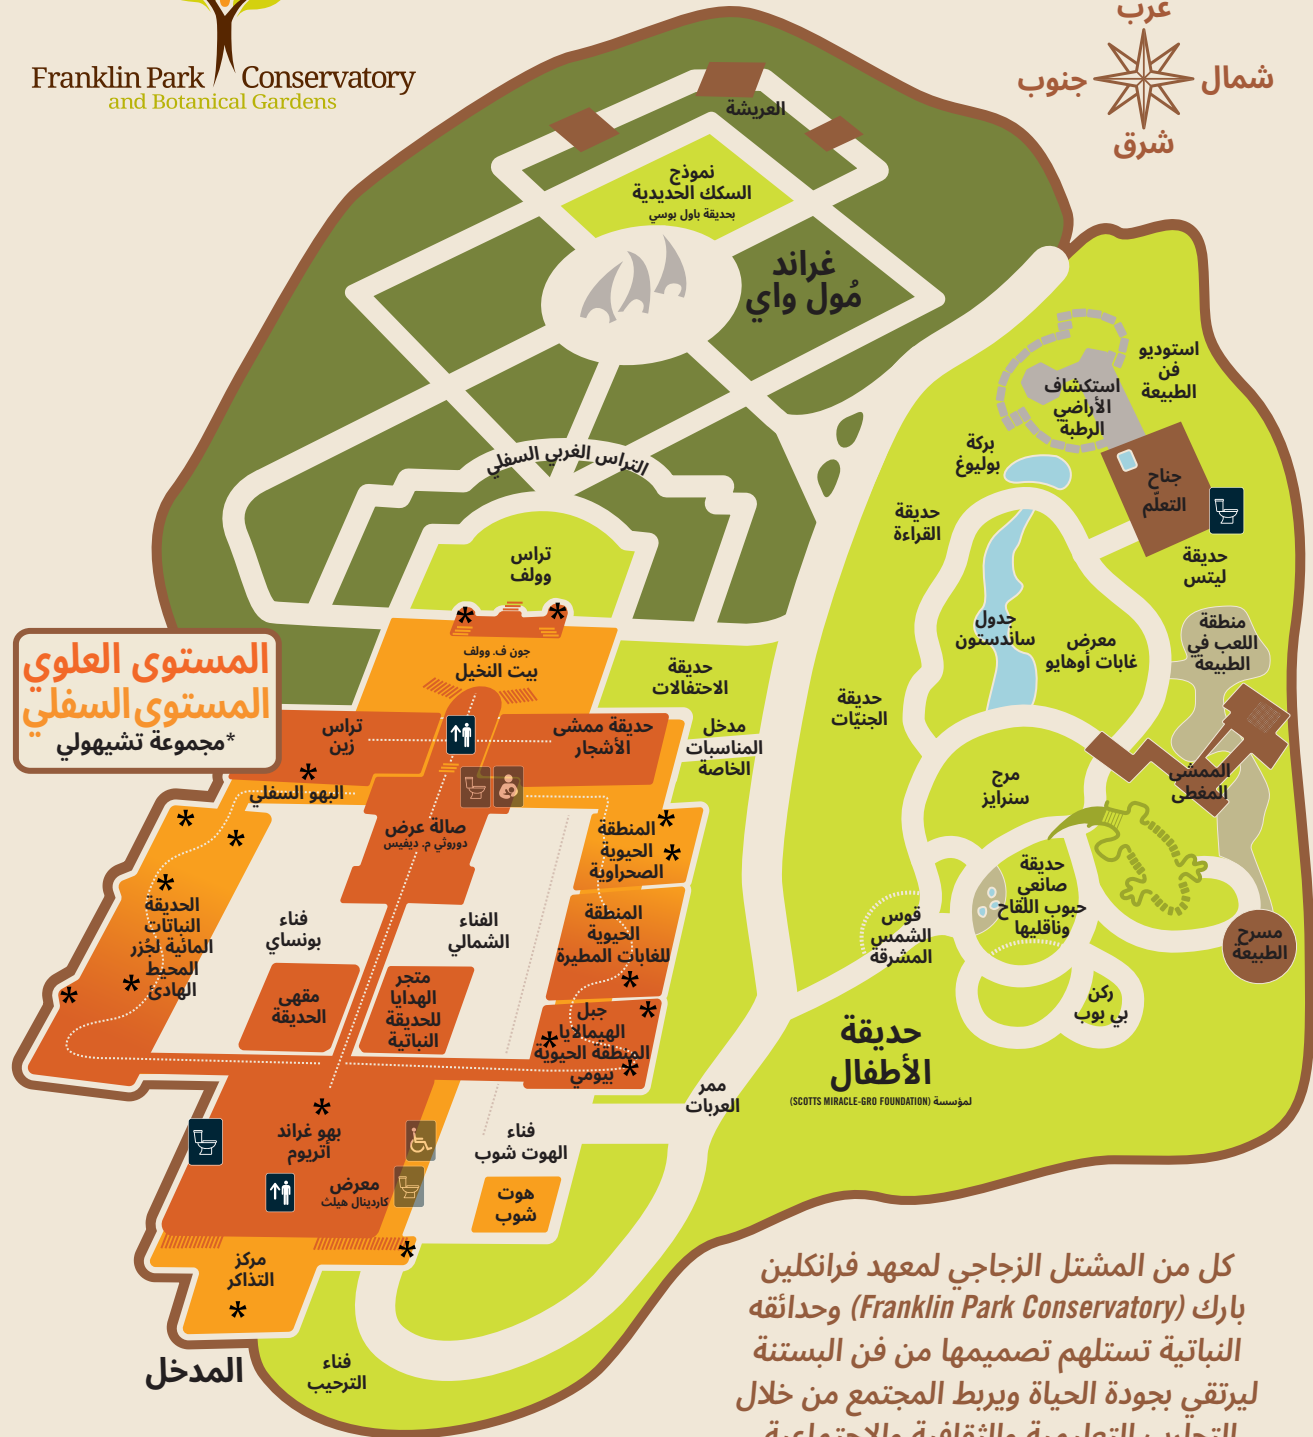 Franklin Park Conservatory
and Botanical Gardens
غرب
شمال
جنوب
شرق
العريشة
نموذج
السكك الحديدية
بحديقة باول بوسي
غراند
مُول واي
التراس الغربي السفلي
تراس
وولف
جون ف. وولف
بيت النخيل
المستوى العلوي
المستوى السفلي
*مجموعة تشيهولي
حديقة
الاحتفالات
مدخل
المناسبات
الخاصة
حديقة ممشى
الأشجار
تراس
زين
البهو السفلي
صالة عرض
دوروثي م. ديفيس
المنطقة
الحيوية
الصحراوية
المنطقة
الحيوية
للغابات المطيرة
جبل
الهيمالايا
المنطقة الحيوية
بيومي
الحديقة
النباتات
المائية لجُزر
المحيط
الهادئ
فناء
بونساي
الفناء
الشمالي
مقهى
الحديقة
متجر
الهدايا
للحديقة
النباتية
بهو غراند
أتريوم
معرض
كاردينال هيلث
فناء
الهوت شوب
هوت
شوب
مركز
التذاكر
المدخل
فناء
الترحيب
ممر
العربات
استوديو
فن
الطبيعة
استكشاف
الأراضي
الرطبة
بركة
بوليوغ
جناح
التعلّم
حديقة
القراءة
حديقة
ليتس
جدول
ساندستون
معرض
غابات أوهايو
منطقة
اللعب في
الطبيعة
حديقة
الجنيّات
مرج
سنرايز
الممشى
المغطى
حديقة
صانعي
حبوب اللقاح
وناقليها
قوس
الشمس
المشرقة
مسرح
الطبيعة
ركن
بي بوب
حديقة
الأطفال
لمؤسسة (SCOTTS MIRACLE-GRO FOUNDATION)
كل من المشتل الزجاجي لمعهد فرانكلين
بارك (Franklin Park Conservatory) وحدائقه
النباتية تستلهم تصميمها من فن البستنة
ليرتقي بجودة الحياة ويربط المجتمع من خلال
التجارب التعليمية والثقافية والاجتماعية